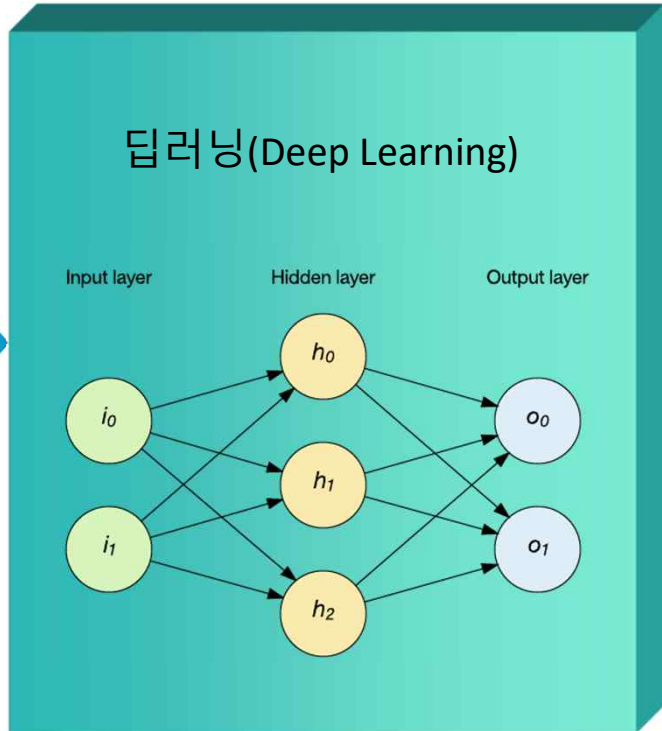 딥러닝(Deep Learning)
Input layer Hidden layer Output layer
h0
i0 o0
h1
i1 o1
h2